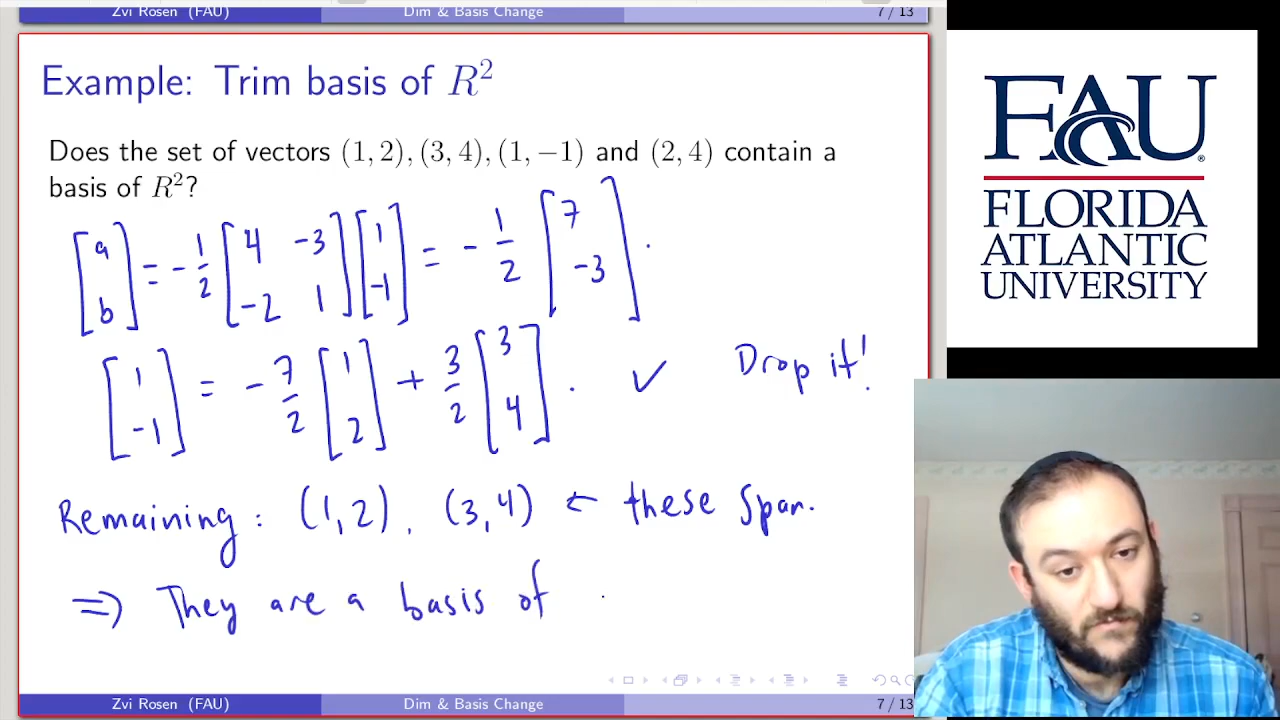 Zvi Rosen (FAU) Dim & Basis Change 7 / 13
Example: Trim basis of R²
Does the set of vectors (1, 2), (3, 4), (1, −1) and (2, 4) contain a
basis of R²?
[a b] = - 1/2 [4 -3 -2 1] [1 -1] = - 1/2 [7 -3].
[1 -1] = - 7/2 [1 2] + 3/2 [3 4]. ✓ Drop it!
Remaining: (1,2), (3,4) ← these span.
⇒ They are a basis of
Zvi Rosen (FAU) Dim & Basis Change 7 / 13
FAU
FLORIDA
ATLANTIC
UNIVERSITY